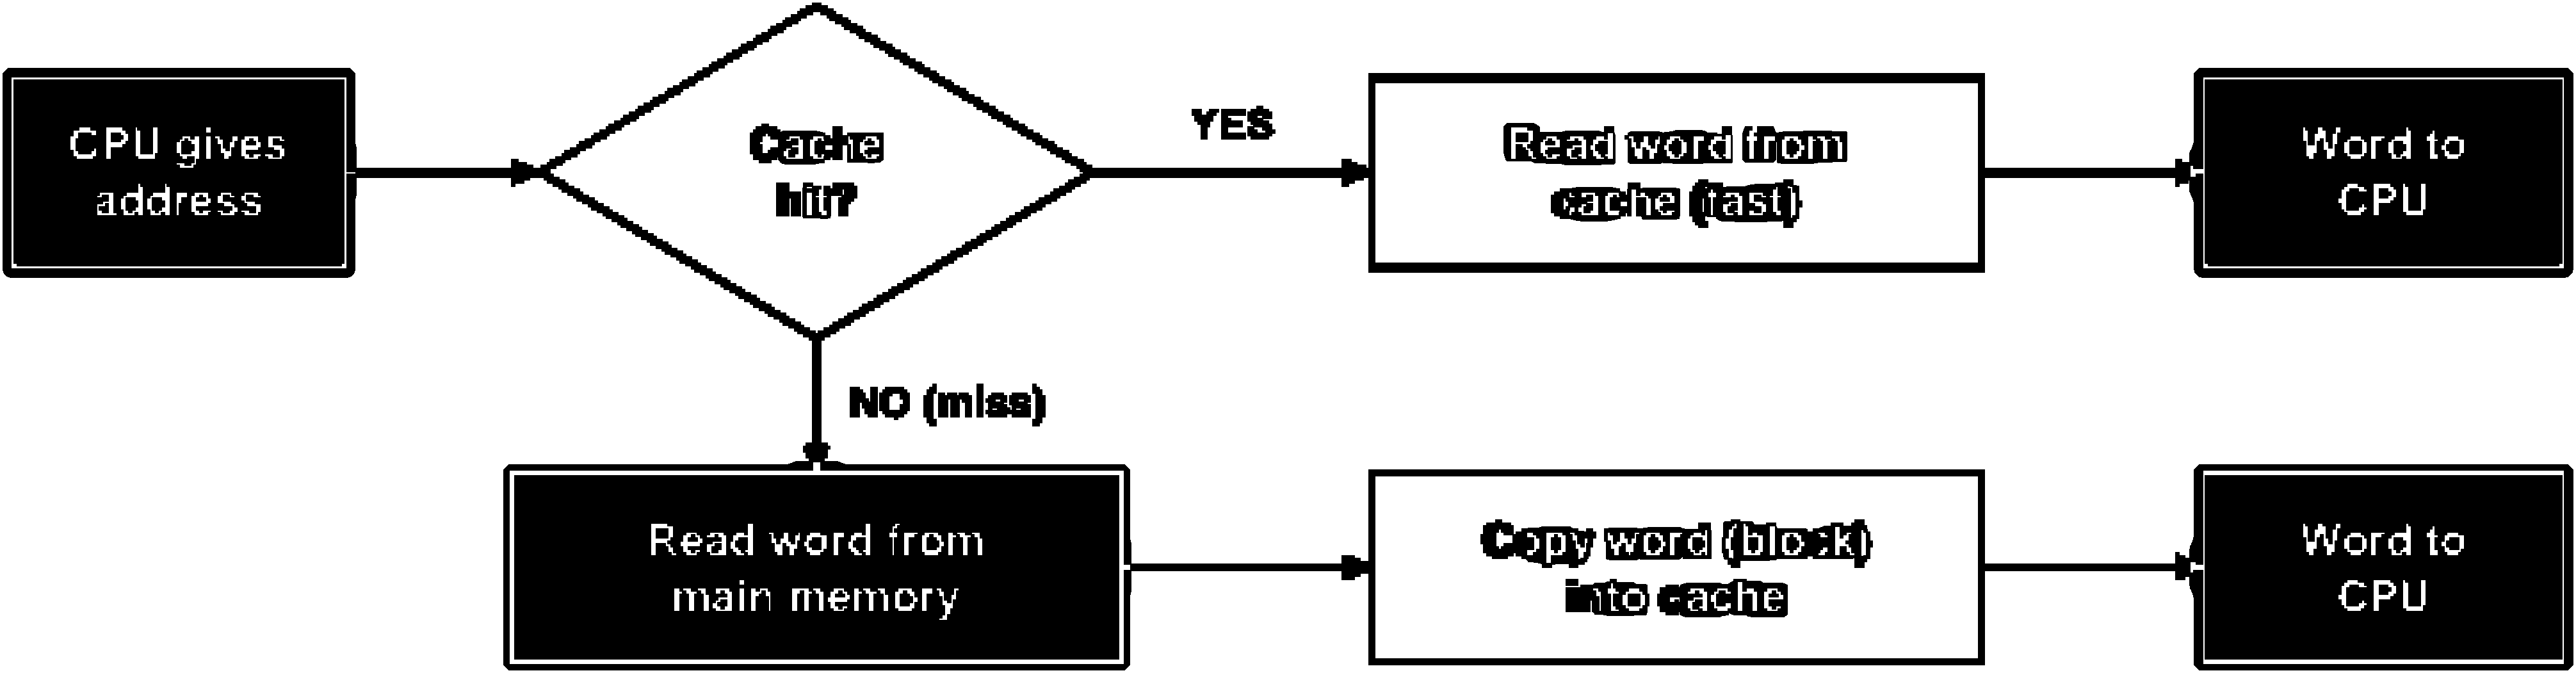 CPU gives
address
Cache
hit?
YES
Read word from
cache (fast)
Word to
CPU
NO (miss)
Read word from
main memory
Copy word (block)
into cache
Word to
CPU